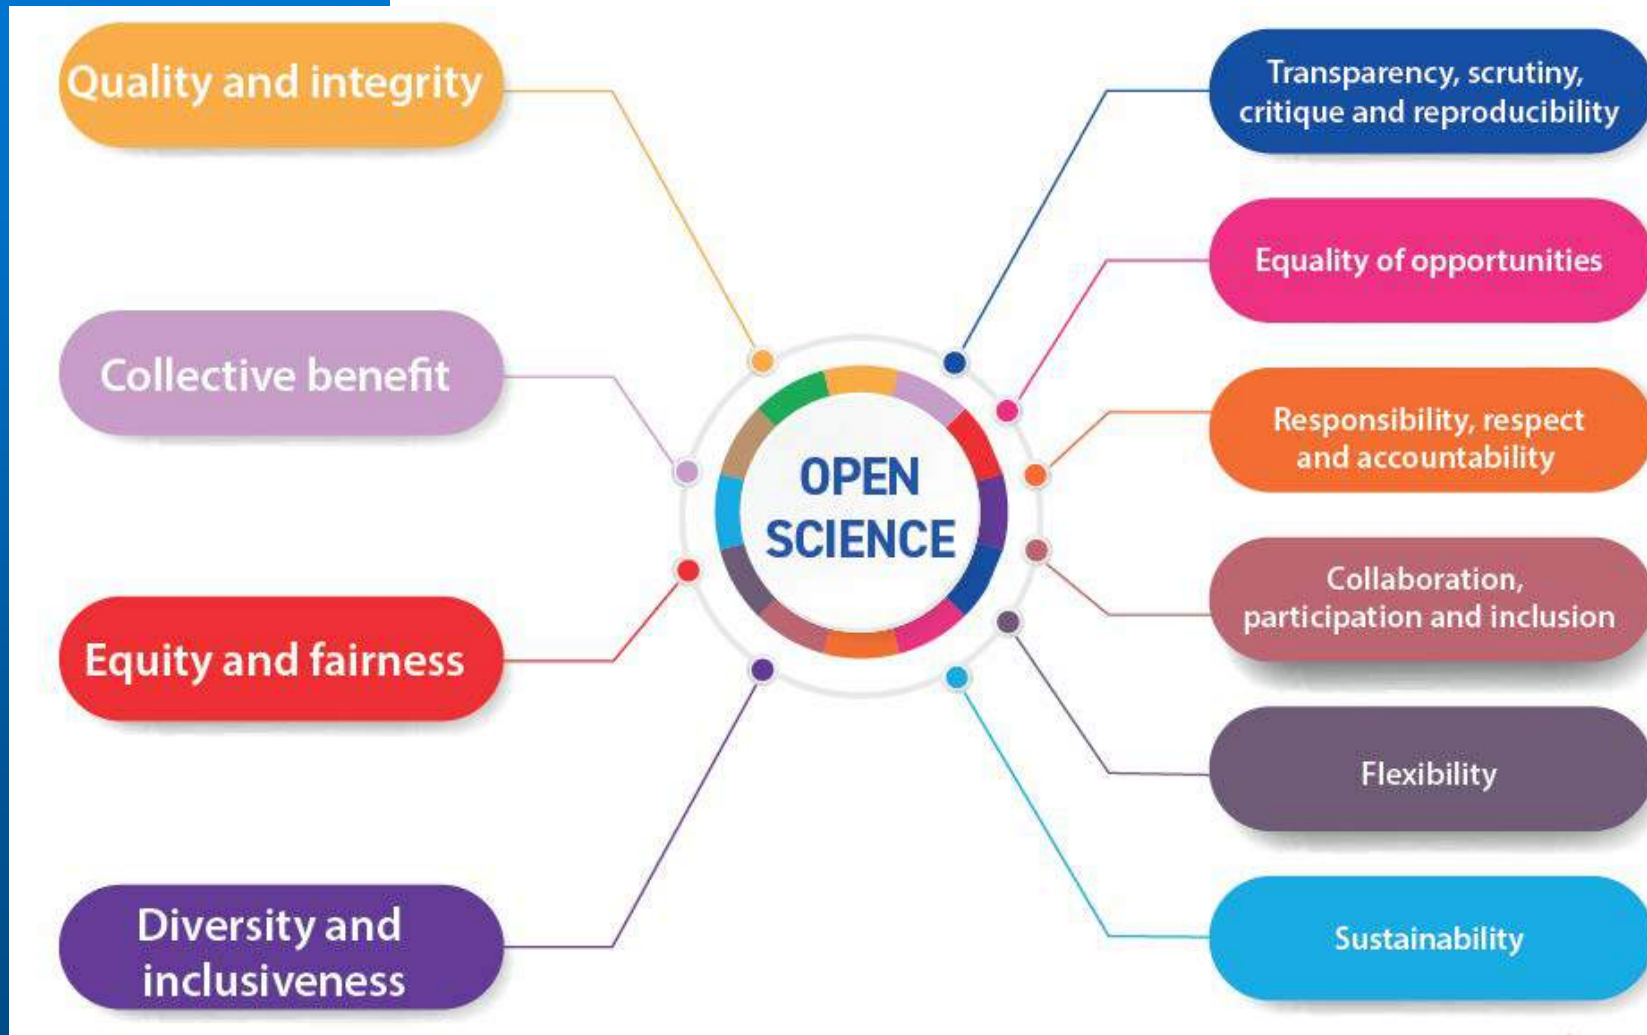 Quality and integrity
Collective benefit
Equity and fairness
Diversity and
inclusiveness
OPEN
SCIENCE
Transparency, scrutiny,
critique and reproducibility
Equality of opportunities
Responsibility, respect
and accountability
Collaboration,
participation and inclusion
Flexibility
Sustainability